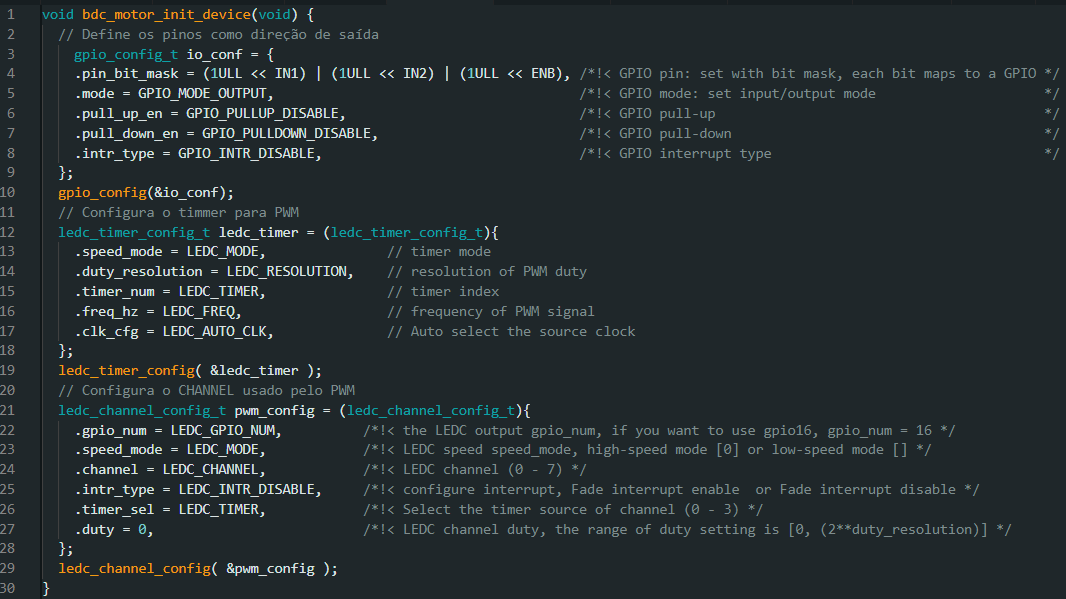 1 void bdc_motor_init_device(void) {
2 // Define os pinos como direção de saída
3 gpio_config_t io_conf = {
4 .pin_bit_mask = (1ULL << IN1) | (1ULL << IN2) | (1ULL << ENB), /*!< GPIO pin: set with bit mask, each bit maps to a GPIO */
5 .mode = GPIO_MODE_OUTPUT, /*!< GPIO mode: set input/output mode */
6 .pull_up_en = GPIO_PULLUP_DISABLE, /*!< GPIO pull-up */
7 .pull_down_en = GPIO_PULLDOWN_DISABLE, /*!< GPIO pull-down */
8 .intr_type = GPIO_INTR_DISABLE, /*!< GPIO interrupt type */
9 };
10 gpio_config(&io_conf);
11 // Configura o timmer para PWM
12 ledc_timer_config_t ledc_timer = (ledc_timer_config_t){
13 .speed_mode = LEDC_MODE, // timer mode
14 .duty_resolution = LEDC_RESOLUTION, // resolution of PWM duty
15 .timer_num = LEDC_TIMER, // timer index
16 .freq_hz = LEDC_FREQ, // frequency of PWM signal
17 .clk_cfg = LEDC_AUTO_CLK, // Auto select the source clock
18 };
19 ledc_timer_config( &ledc_timer );
20 // Configura o CHANNEL usado pelo PWM
21 ledc_channel_config_t pwm_config = (ledc_channel_config_t){
22 .gpio_num = LEDC_GPIO_NUM, /*!< the LEDC output gpio_num, if you want to use gpio16, gpio_num = 16 */
23 .speed_mode = LEDC_MODE, /*!< LEDC speed speed_mode, high-speed mode [0] or low-speed mode [] */
24 .channel = LEDC_CHANNEL, /*!< LEDC channel (0 - 7) */
25 .intr_type = LEDC_INTR_DISABLE, /*!< configure interrupt, Fade interrupt enable  or Fade interrupt disable */
26 .timer_sel = LEDC_TIMER, /*!< Select the timer source of channel (0 - 3) */
27 .duty = 0, /*!< LEDC channel duty, the range of duty setting is [0, (2**duty_resolution)] */
28 };
29 ledc_channel_config( &pwm_config );
30 }